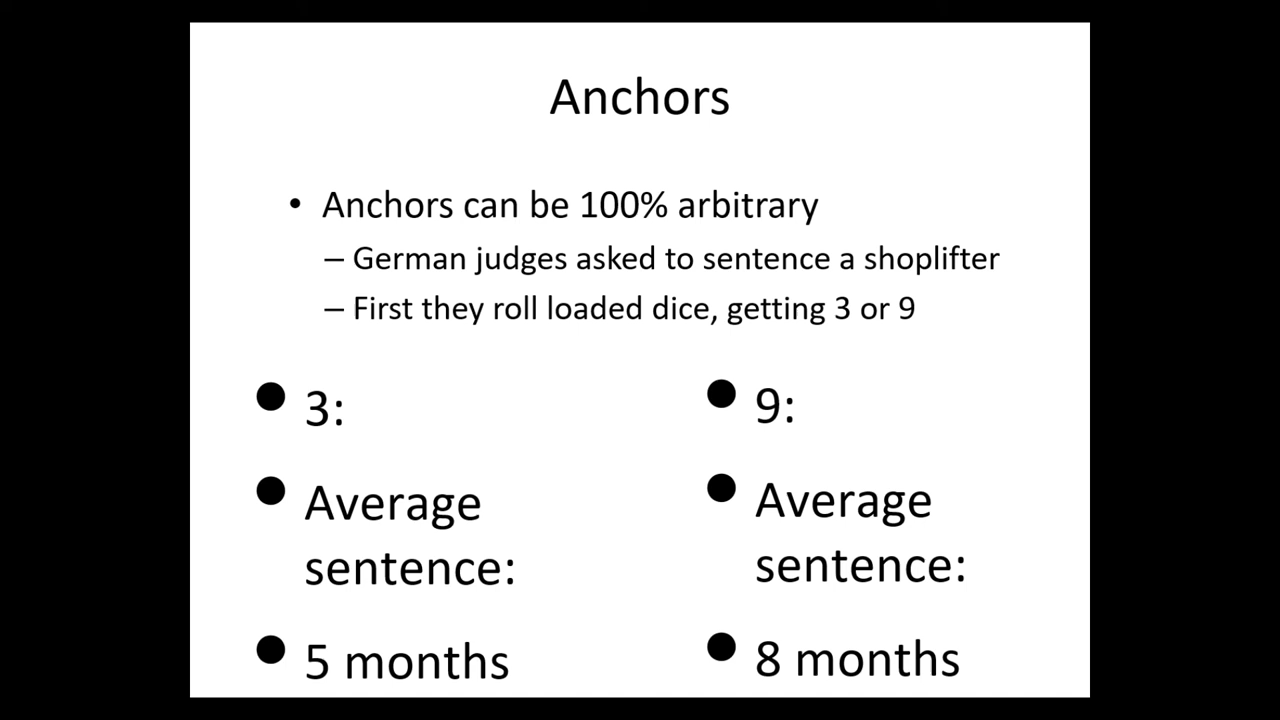 Anchors
• Anchors can be 100% arbitrary
– German judges asked to sentence a shoplifter
– First they roll loaded dice, getting 3 or 9
• 3:
• Average
sentence:
• 5 months
• 9:
• Average
sentence:
• 8 months